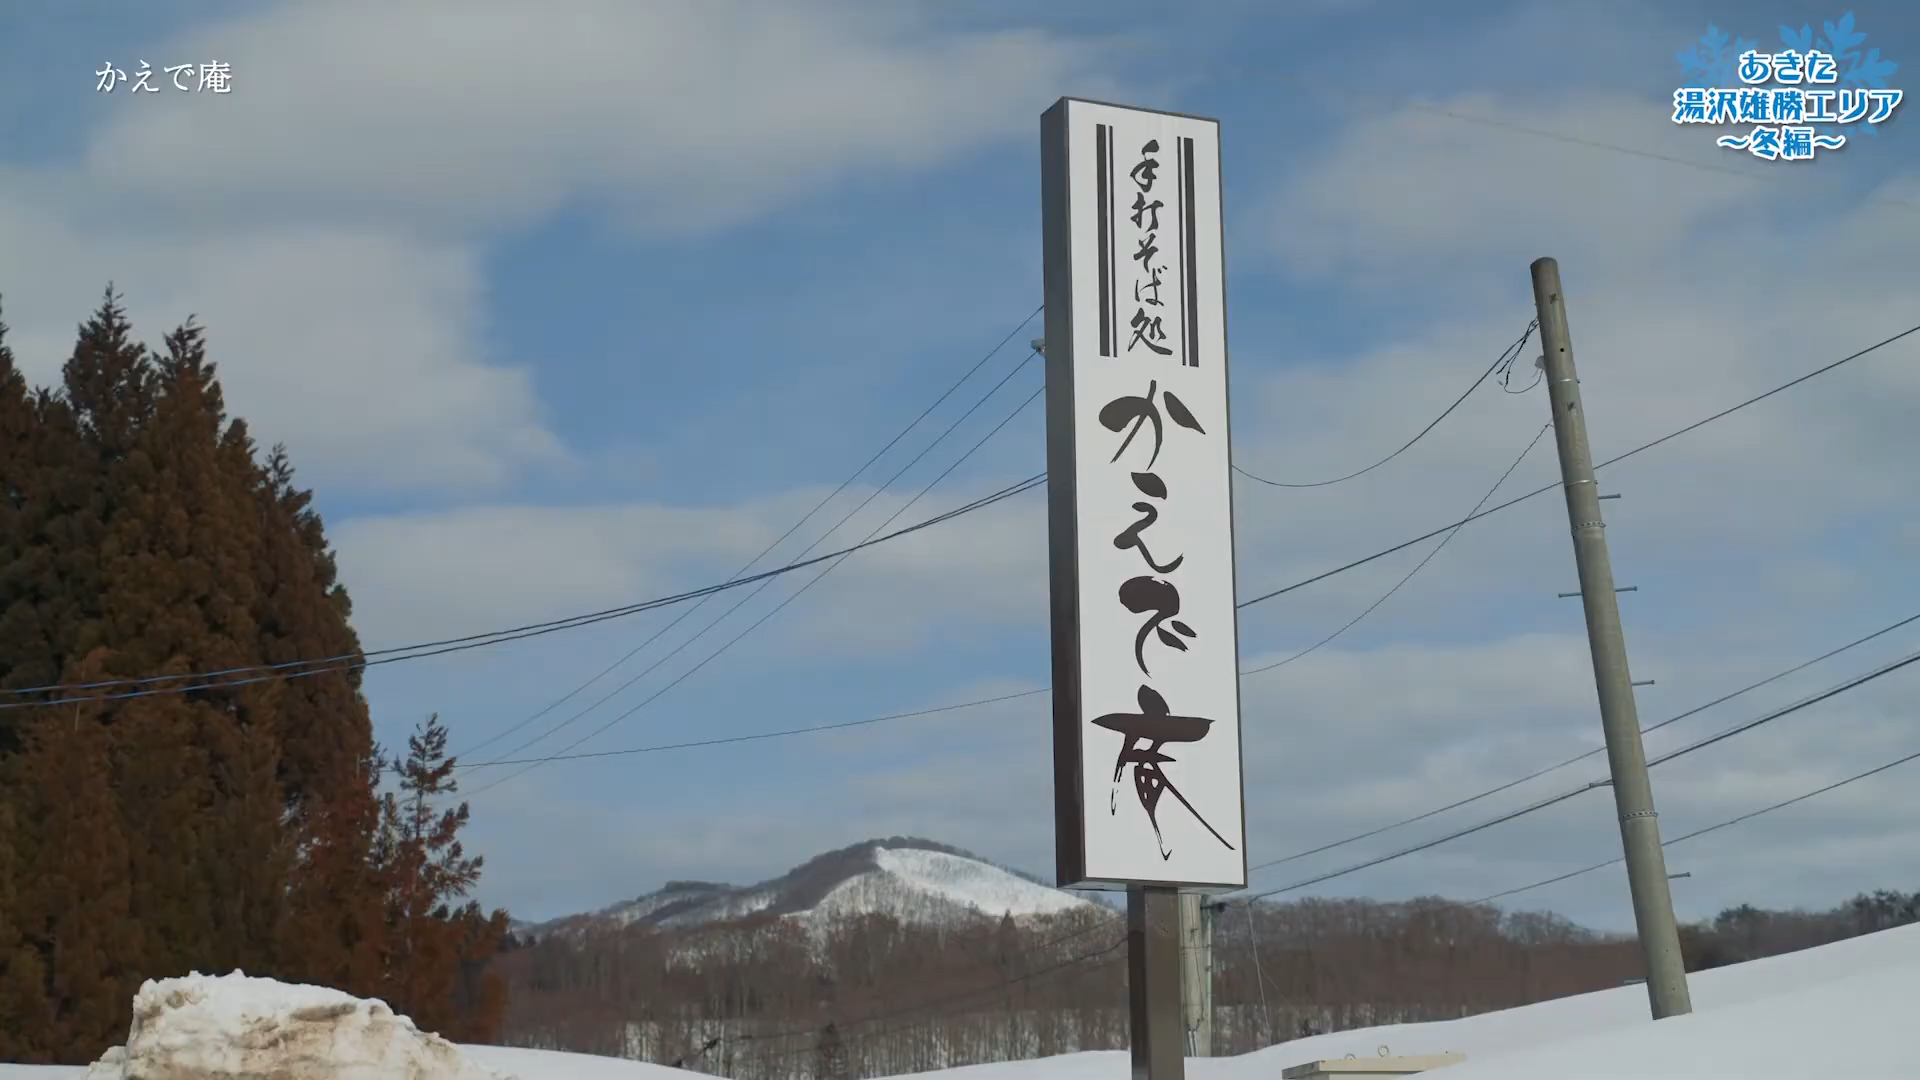 かえで庵
あきた
湯沢雄勝エリア
～冬編～
手打そば処
かえで庵